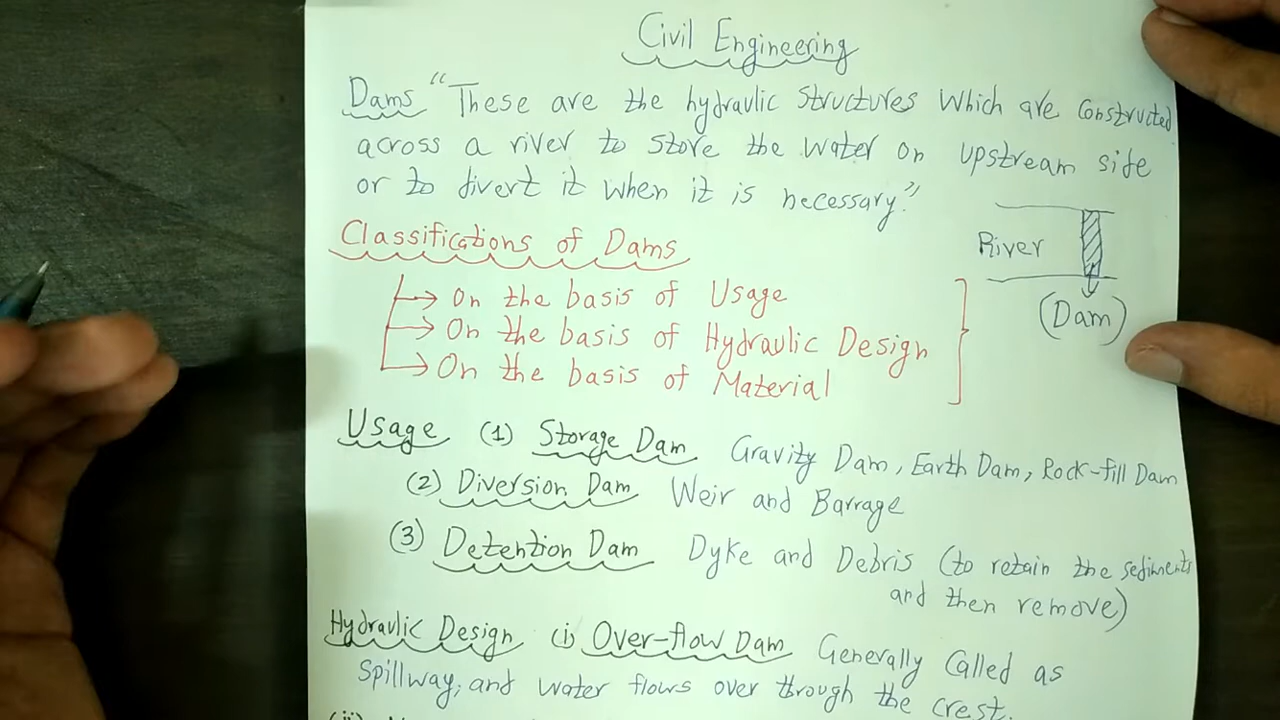 Civil Engineering
Dams "These are the hydraulic structures which are constructed
across a river to store the water on upstream side
or to divert it when it is necessary."
Classifications of Dams
River
(Dam)
→ On the basis of Usage
→ On the basis of Hydraulic Design
→ On the basis of Material
Usage (1) Storage Dam Gravity Dam, Earth Dam, Rock-fill Dam
(2) Diversion Dam Weir and Barrage
(3) Detention Dam Dyke and Debris (to retain the sediments
and then remove)
Hydraulic Design (i) Over-flow Dam Generally Called as
Spillway, and water flows over through the crest.